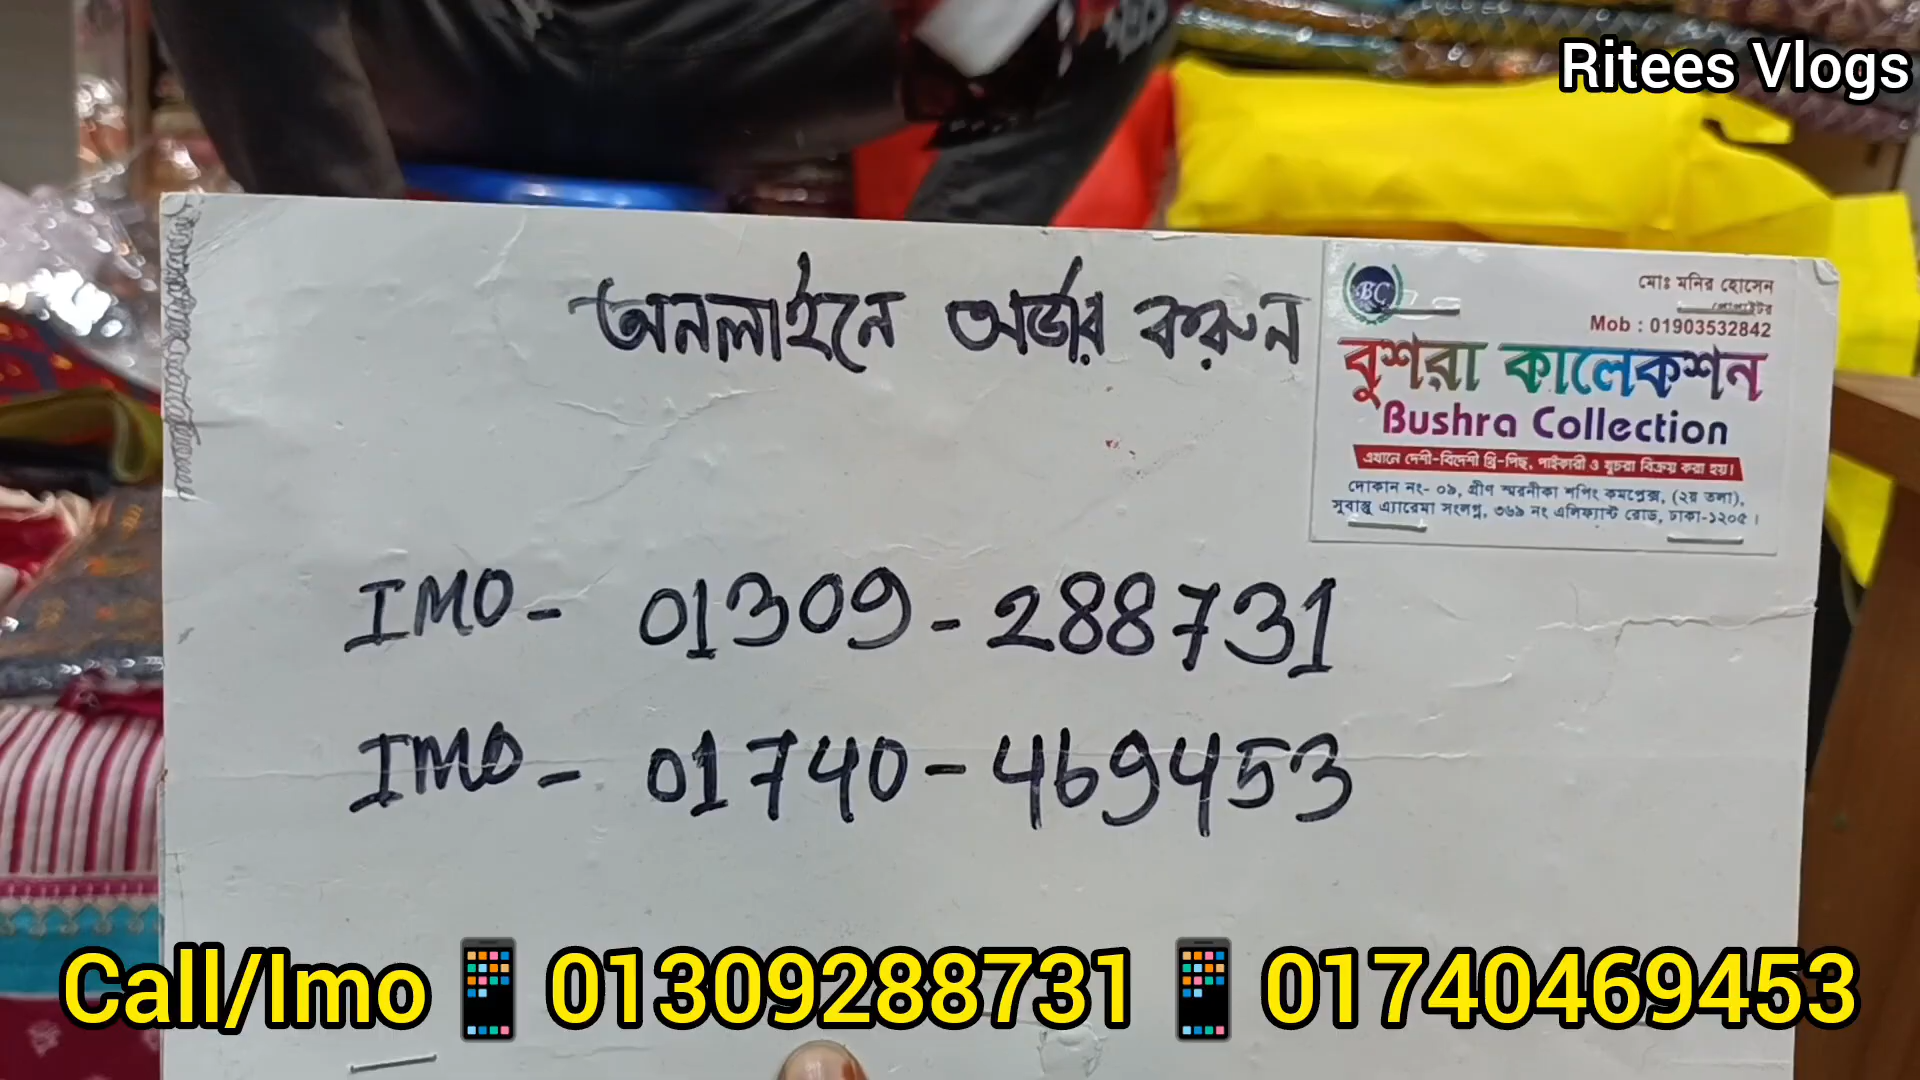 Ritees Vlogs
অনলাইনে অর্ডার করুন
BC
মোঃ মনির হোসেন
Mob : 01903532842
বুশরা কালেকশন
Bushra Collection
এখানে দেশী-বিদেশী থ্রি-পিছ, পাইকারী ও খুচরা বিক্রয় করা হয়।
দোকান নং- ০৯, গ্রীণ স্মরনীকা শপিং কমপ্লেক্স, (২য় তলা),
সুবাস্তু এ্যারেমা সংলগ্ন, ৩৬৯ নং এলিফ্যান্ট রোড, ঢাকা-১২০৫।
IMO - 01309-288731
IMO - 01740-469453
Call/Imo📱01309288731📱01740469453